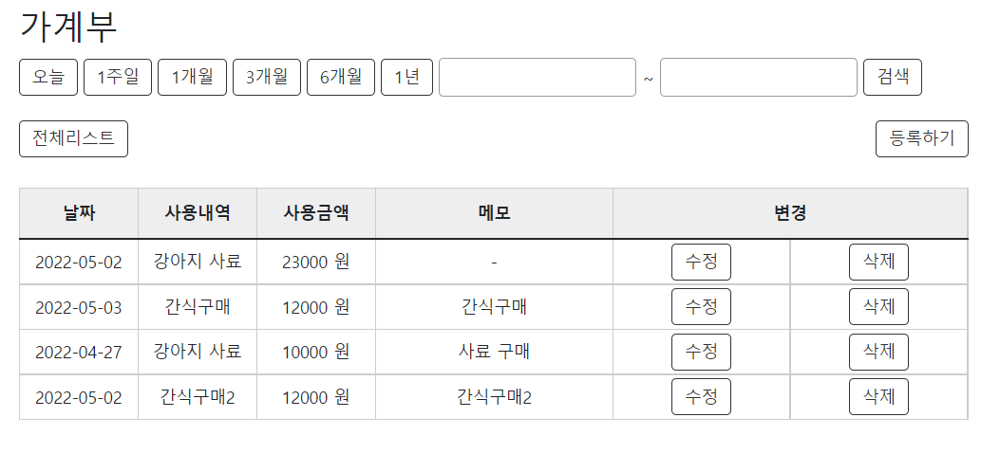 가계부
오늘 1주일 1개월 3개월 6개월 1년 ~ 검색
전체리스트 등록하기
날짜 사용내역 사용금액 메모 변경
2022-05-02 강아지 사료 23000 원 - 수정 삭제
2022-05-03 간식구매 12000 원 간식구매 수정 삭제
2022-04-27 강아지 사료 10000 원 사료 구매 수정 삭제
2022-05-02 간식구매2 12000 원 간식구매2 수정 삭제